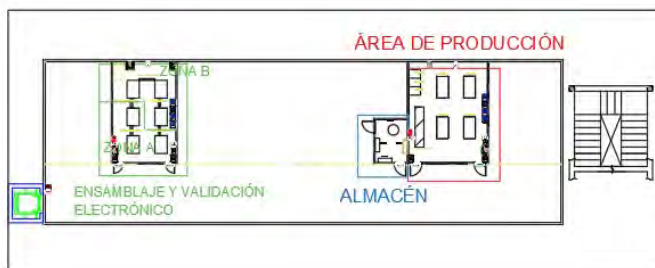 ÁREA DE PRODUCCIÓN
ZONA B
ZONA A
ENSAMBLAJE Y VALIDACIÓN
ELECTRÓNICO
ALMACÉN